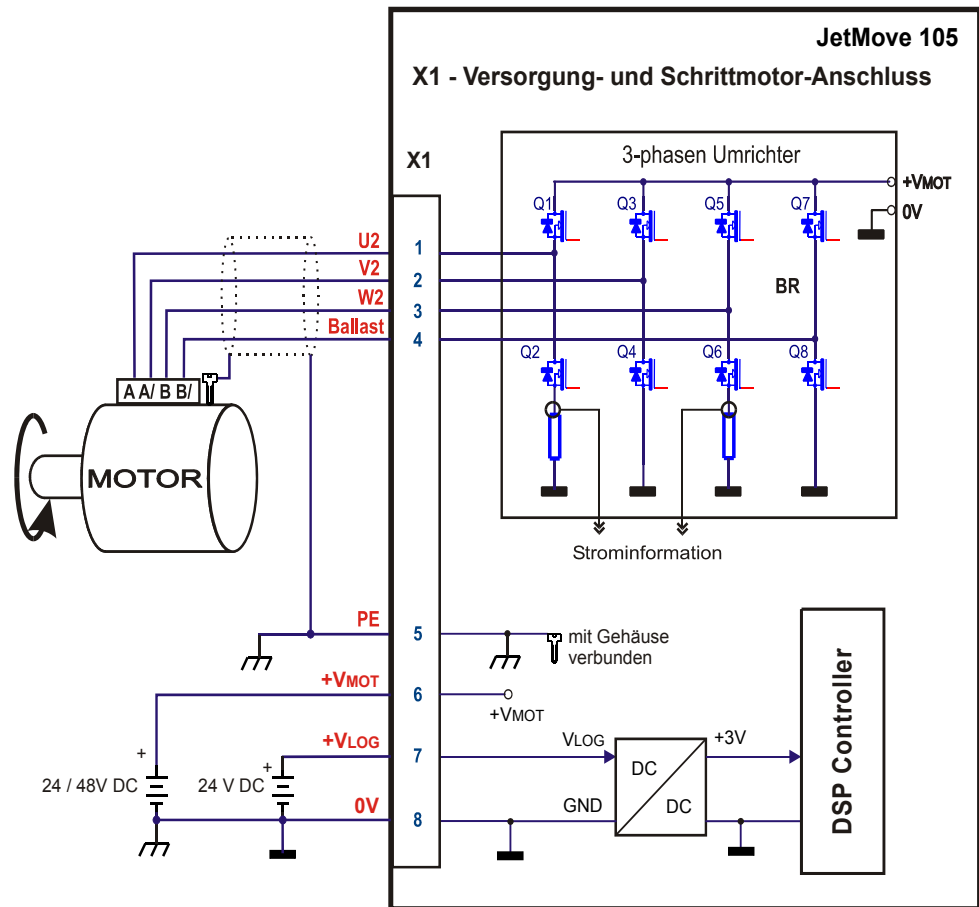 JetMove 105
X1 - Versorgung- und Schrittmotor-Anschluss
3-phasen Umrichter
X1
+VMOT
0V
Q1
Q3
Q5
Q7
U2
1
V2
2
W2
3
Ballast
4
BR
Q2
Q4
Q6
Q8
A A/ B B/
MOTOR
Strominformation
PE
5
mit Gehäuse
verbunden
+VMOT
6
+VMOT
+VLOG
7
VLOG
+3V
DC
DC
24 / 48V DC
+
24 V DC
+
0V
8
GND
DSP Controller